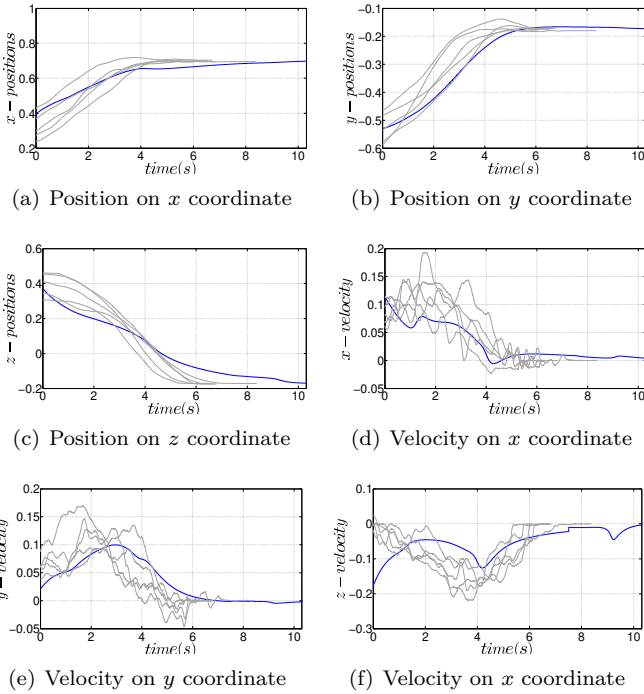 1
0.8
0.6
0.4
0.2
0 2 4 6 8 10
x − positions
time(s)
−0.1
−0.2
−0.3
−0.4
−0.5
−0.6
0 2 4 6 8 10
y − positions
time(s)
(a) Position on x coordinate
(b) Position on y coordinate
0.6
0.4
0.2
0
−0.2
0 2 4 6 8 10
z − positions
time(s)
0.2
0.15
0.1
0.05
0
−0.05
0 2 4 6 8 10
x − velocity
time(s)
(c) Position on z coordinate
(d) Velocity on x coordinate
0.2
0.15
0.1
0.05
0
−0.05
0 2 4 6 8 10
y − velocity
time(s)
0.1
0
−0.1
−0.2
−0.3
0 2 4 6 8 10
z − velocity
time(s)
(e) Velocity on y coordinate
(f) Velocity on x coordinate